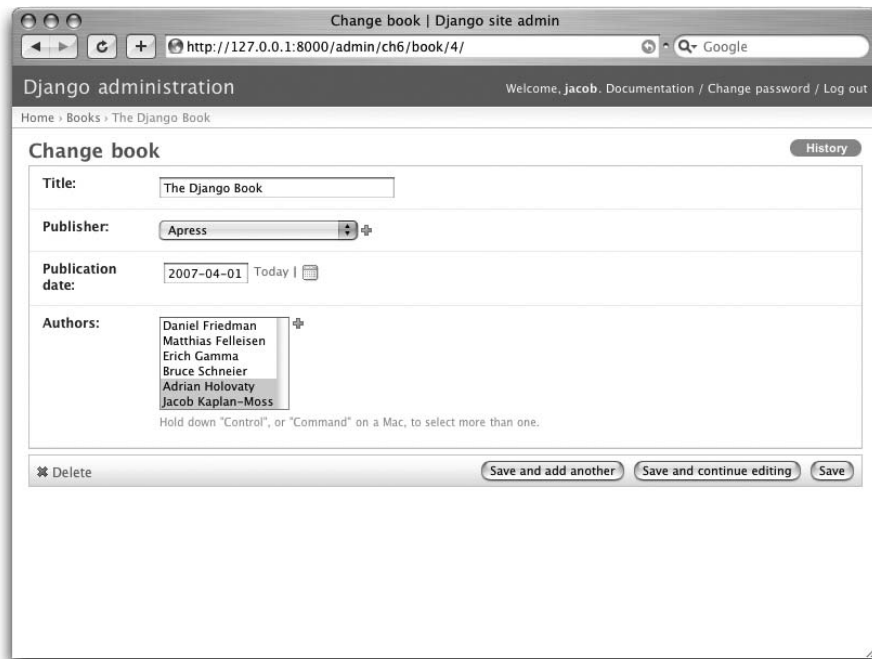 Change book | Django site admin
http://127.0.0.1:8000/admin/ch6/book/4/
Google
Django administration
Welcome, jacob. Documentation / Change password / Log out
Home › Books › The Django Book
Change book
History
Title:
The Django Book
Publisher:
Apress
Publication
date:
2007-04-01
Today |
Authors:
Daniel Friedman
Matthias Felleisen
Erich Gamma
Bruce Schneier
Adrian Holovaty
Jacob Kaplan-Moss
Hold down "Control", or "Command" on a Mac, to select more than one.
Delete
Save and add another
Save and continue editing
Save